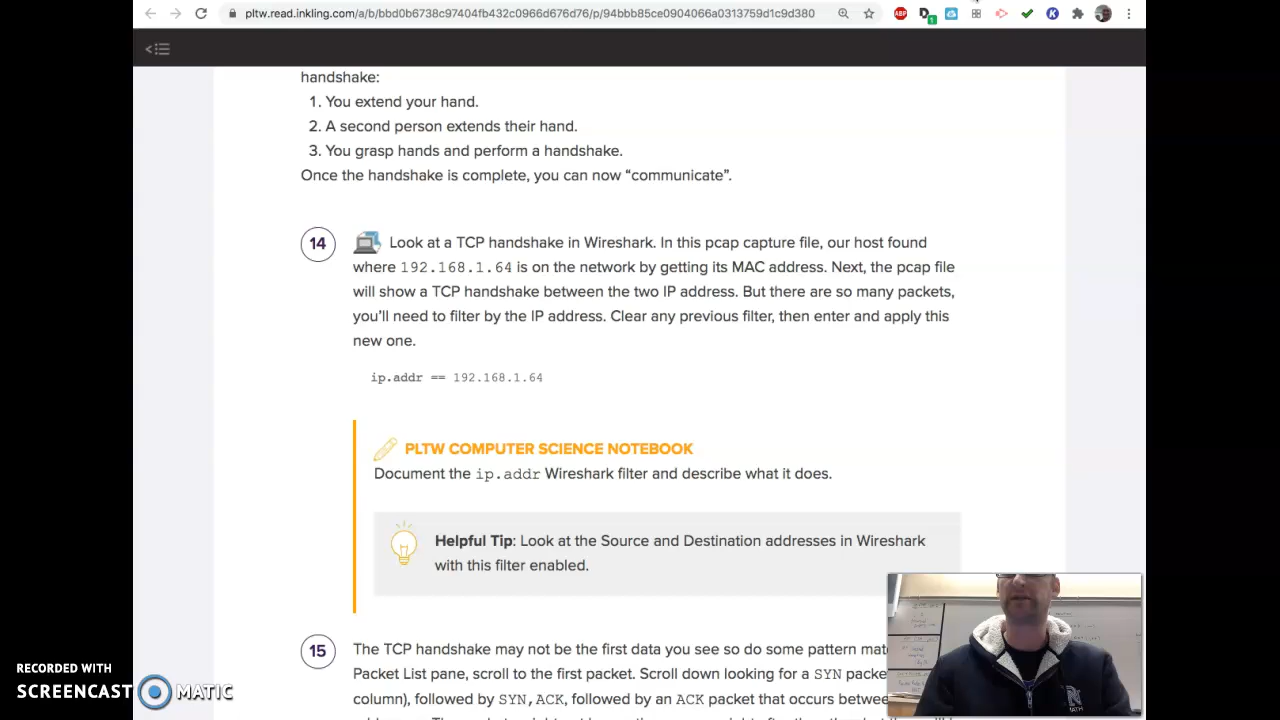 pltw.read.inkling.com/a/b/bbd0b6738c97404fb432c0966d676d76/p/94bbb85ce0904066a0313759d1c9d380
ABP
1
handshake:
1. You extend your hand.
2. A second person extends their hand.
3. You grasp hands and perform a handshake.
Once the handshake is complete, you can now “communicate”.
14
Look at a TCP handshake in Wireshark. In this pcap capture file, our host found
where 192.168.1.64 is on the network by getting its MAC address. Next, the pcap file
will show a TCP handshake between the two IP address. But there are so many packets,
you’ll need to filter by the IP address. Clear any previous filter, then enter and apply this
new one.
ip.addr == 192.168.1.64
PLTW COMPUTER SCIENCE NOTEBOOK
Document the ip.addr Wireshark filter and describe what it does.
Helpful Tip: Look at the Source and Destination addresses in Wireshark
with this filter enabled.
15
The TCP handshake may not be the first data you see so do some pattern
Packet List pane, scroll to the first packet. Scroll down looking for a SYN
column), followed by SYN,ACK, followed by an ACK packet that occurs
RECORDED WITH
SCREENCAST MATIC